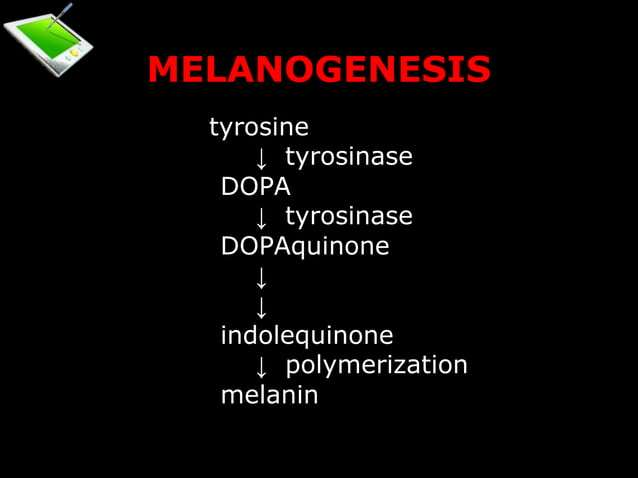 MELANOGENESIS
tyrosine
↓ tyrosinase
DOPA
↓ tyrosinase
DOPAquinone
↓
↓
indolequinone
↓ polymerization
melanin